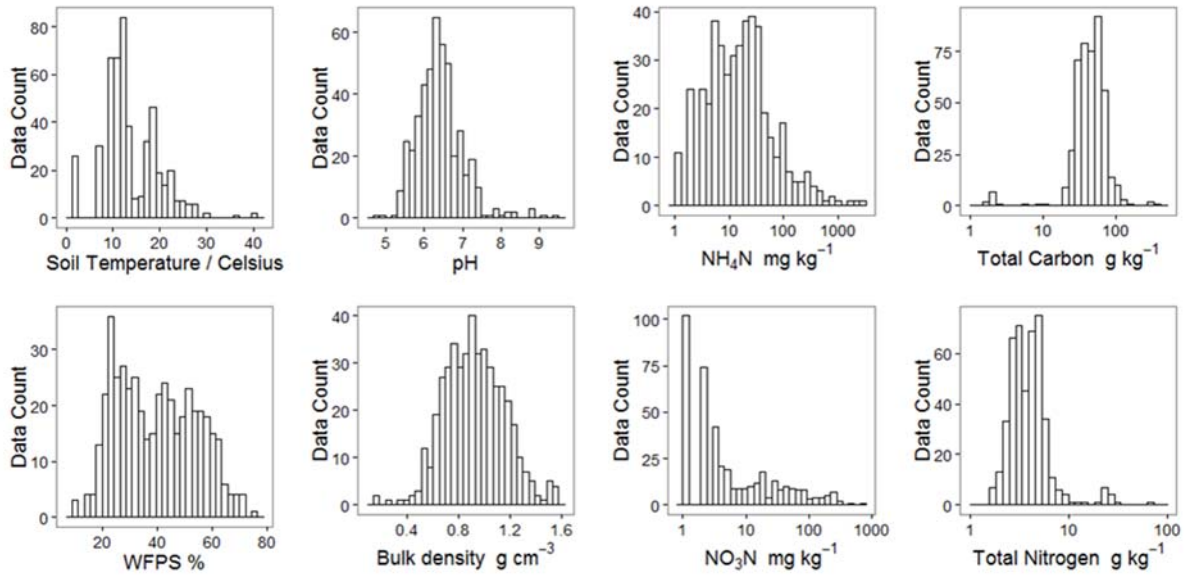 Data Count
80
60
40
20
0
0 10 20 30 40
Soil Temperature / Celsius
Data Count
60
40
20
0
5 6 7 8 9
pH
Data Count
40
30
20
10
0
1 10 100 1000
NH₄N mg kg⁻¹
Data Count
75
50
25
0
1 10 100
Total Carbon g kg⁻¹
Data Count
30
20
10
0
20 40 60 80
WFPS %
Data Count
40
30
20
10
0
0.4 0.8 1.2 1.6
Bulk density g cm⁻³
Data Count
100
75
50
25
0
1 10 100 1000
NO₃N mg kg⁻¹
Data Count
60
40
20
0
1 10 100
Total Nitrogen g kg⁻¹